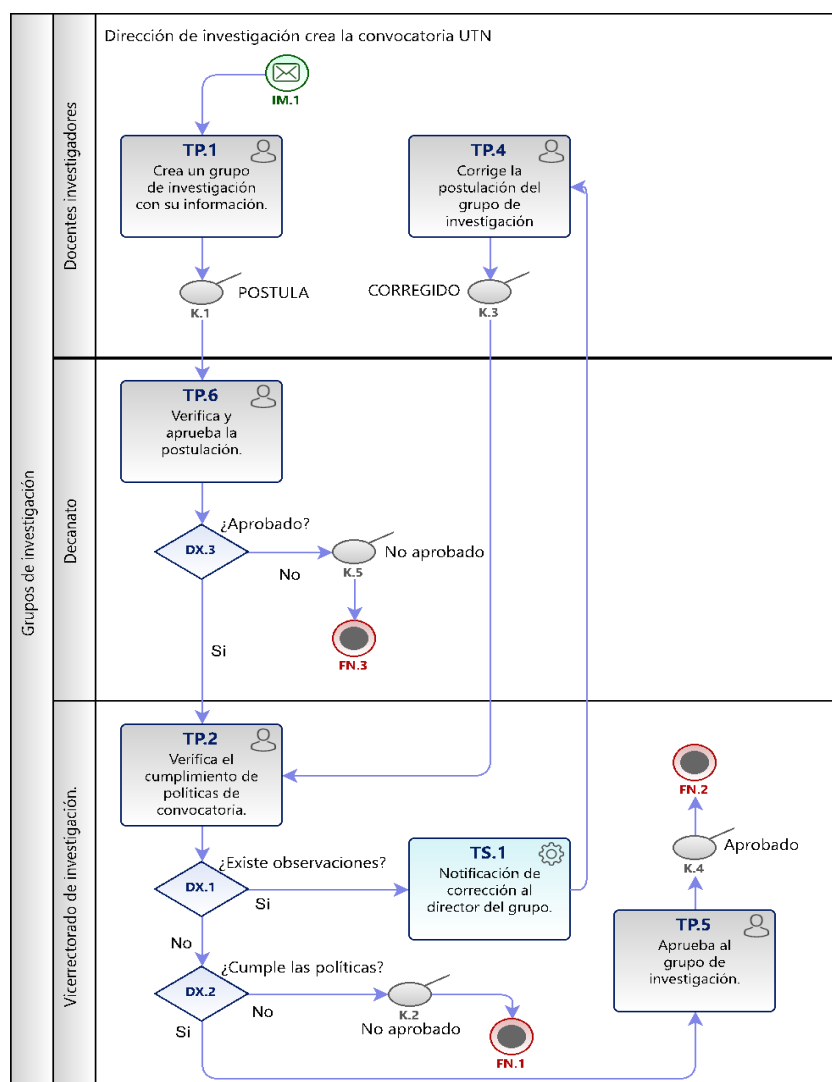 Dirección de investigación crea la convocatoria UTN
Grupos de investigación
Docentes investigadores
IM.1
TP.1
Crea un grupo
de investigación
con su información.
TP.4
Corrige la
postulación del
grupo de
investigación
POSTULA
K.1
CORREGIDO
K.3
Decanato
TP.6
Verifica y
aprueba la
postulación.
¿Aprobado?
DX.3
No
No aprobado
K.5
FN.3
Si
Vicerrectorado de investigación.
TP.2
Verifica el
cumplimiento de
políticas de
convocatoria.
FN.2
Aprobado
K.4
¿Existe observaciones?
DX.1
Si
TS.1
Notificación de
corrección al
director del grupo.
TP.5
Aprueba al
grupo de
investigación.
No
¿Cumple las políticas?
DX.2
No
K.2
No aprobado
Si
FN.1